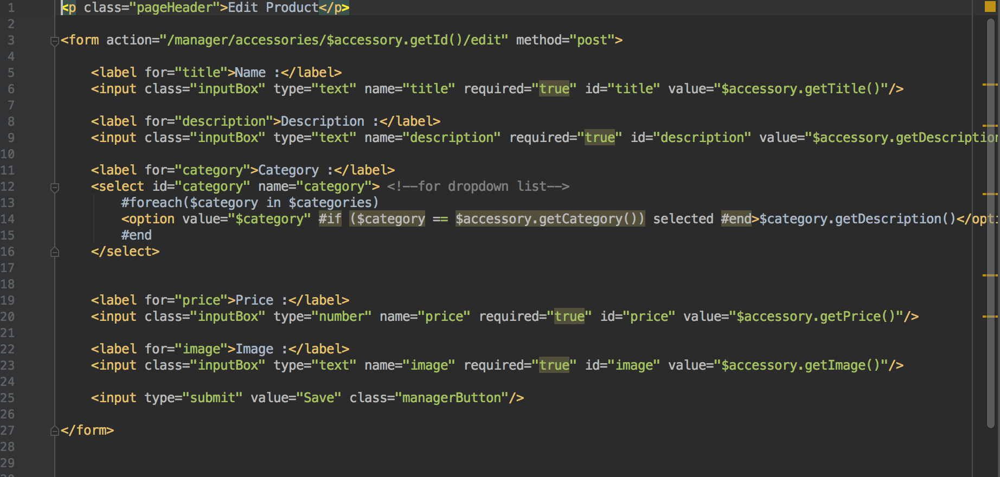 1 <p class="pageHeader">Edit Product</p>
2
3 <form action="/manager/accessories/$accessory.getId()/edit" method="post">
4
5 <label for="title">Name :</label>
6 <input class="inputBox" type="text" name="title" required="true" id="title" value="$accessory.getTitle()"/>
7
8 <label for="description">Description :</label>
9 <input class="inputBox" type="text" name="description" required="true" id="description" value="$accessory.getDescription
10
11 <label for="category">Category :</label>
12 <select id="category" name="category"> <!--for dropdown list-->
13 #foreach($category in $categories)
14 <option value="$category" #if ($category == $accessory.getCategory()) selected #end>$category.getDescription()</opti
15 #end
16 </select>
17
18
19 <label for="price">Price :</label>
20 <input class="inputBox" type="number" name="price" required="true" id="price" value="$accessory.getPrice()"/>
21
22 <label for="image">Image :</label>
23 <input class="inputBox" type="text" name="image" required="true" id="image" value="$accessory.getImage()"/>
24
25 <input type="submit" value="Save" class="managerButton"/>
26
27 </form>
28
29